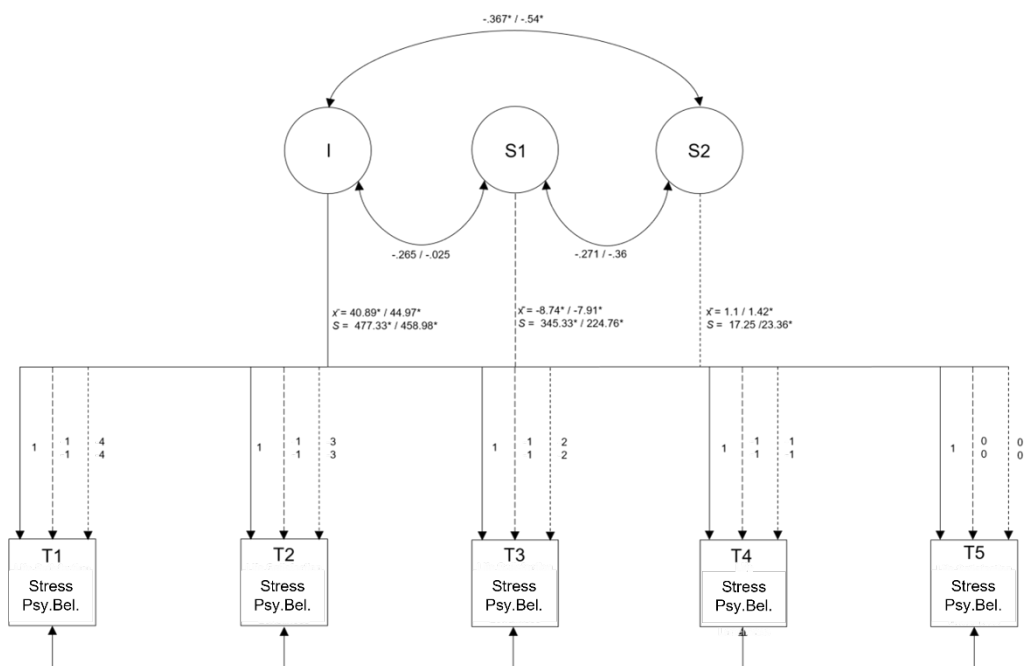 -.367* / -.54*
I
S1
S2
-.265 / -.025
-.271 / -.36
x̄ = 40.89* / 44.97*
S = 477.33* / 458.98*
x̄ = -8.74* / -7.91*
S = 345.33* / 224.76*
x̄ = 1.1 / 1.42*
S = 17.25 /23.36*
1
1
1
4
4
1
1
1
3
3
1
1
1
2
2
1
1
1
1
1
1
0
0
0
0
T1
Stress
Psy.Bel.
T2
Stress
Psy.Bel.
T3
Stress
Psy.Bel.
T4
Stress
Psy.Bel.
T5
Stress
Psy.Bel.